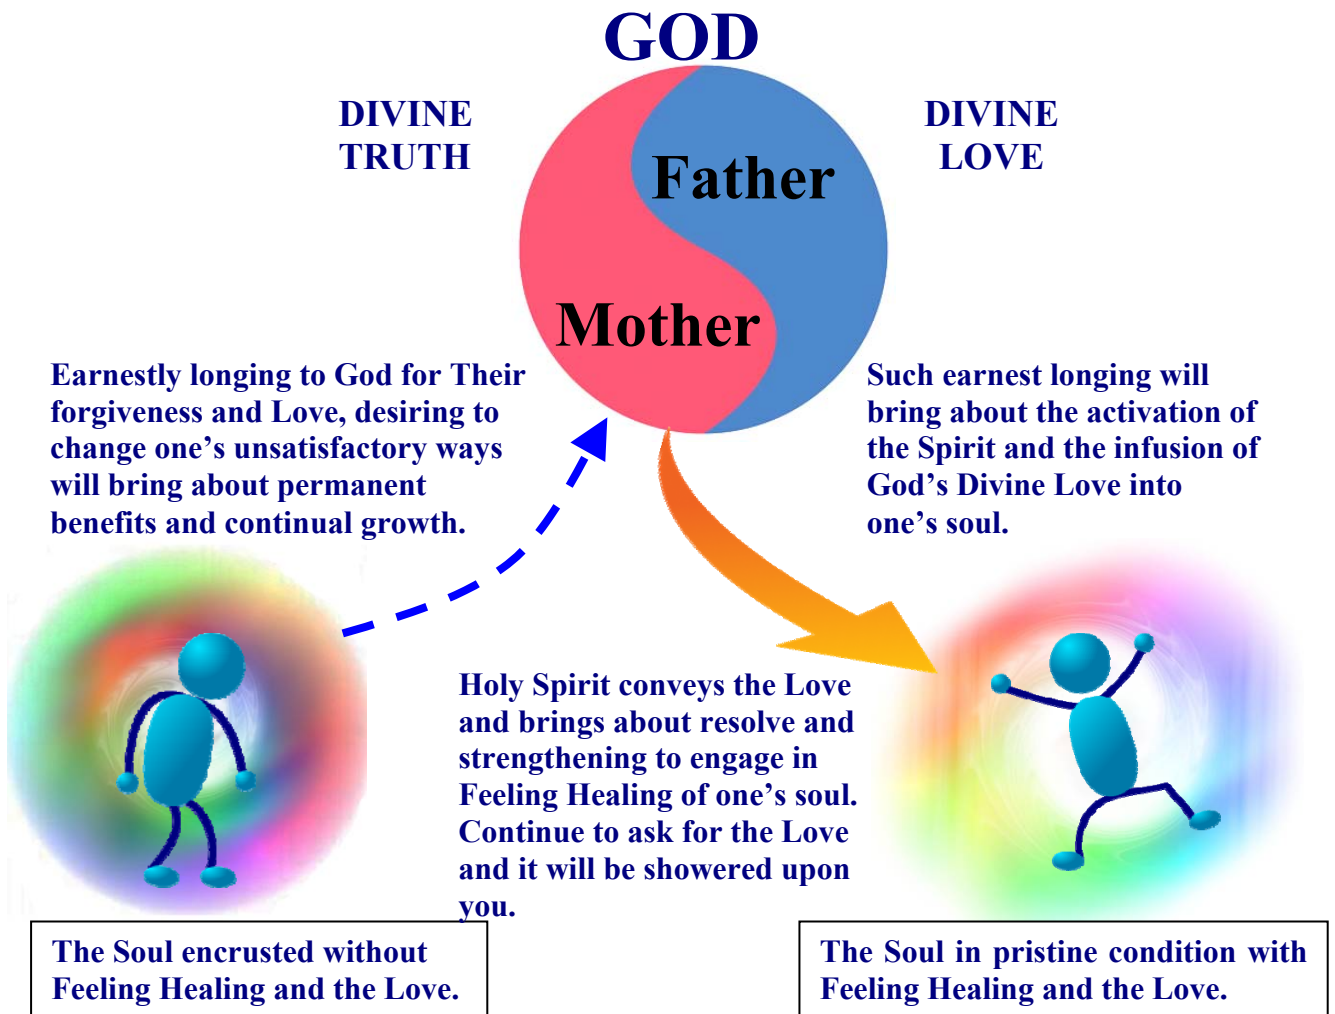 GOD
DIVINE
TRUTH
DIVINE
LOVE
Father
Mother
Earnestly longing to God for Their
forgiveness and Love, desiring to
change one’s unsatisfactory ways
will bring about permanent
benefits and continual growth.
Such earnest longing will
bring about the activation of
the Spirit and the infusion of
God’s Divine Love into
one’s soul.
Holy Spirit conveys the Love
and brings about resolve and
strengthening to engage in
Feeling Healing of one’s soul.
Continue to ask for the Love
and it will be showered upon
you.
The Soul encrusted without
Feeling Healing and the Love.
The Soul in pristine condition with
Feeling Healing and the Love.